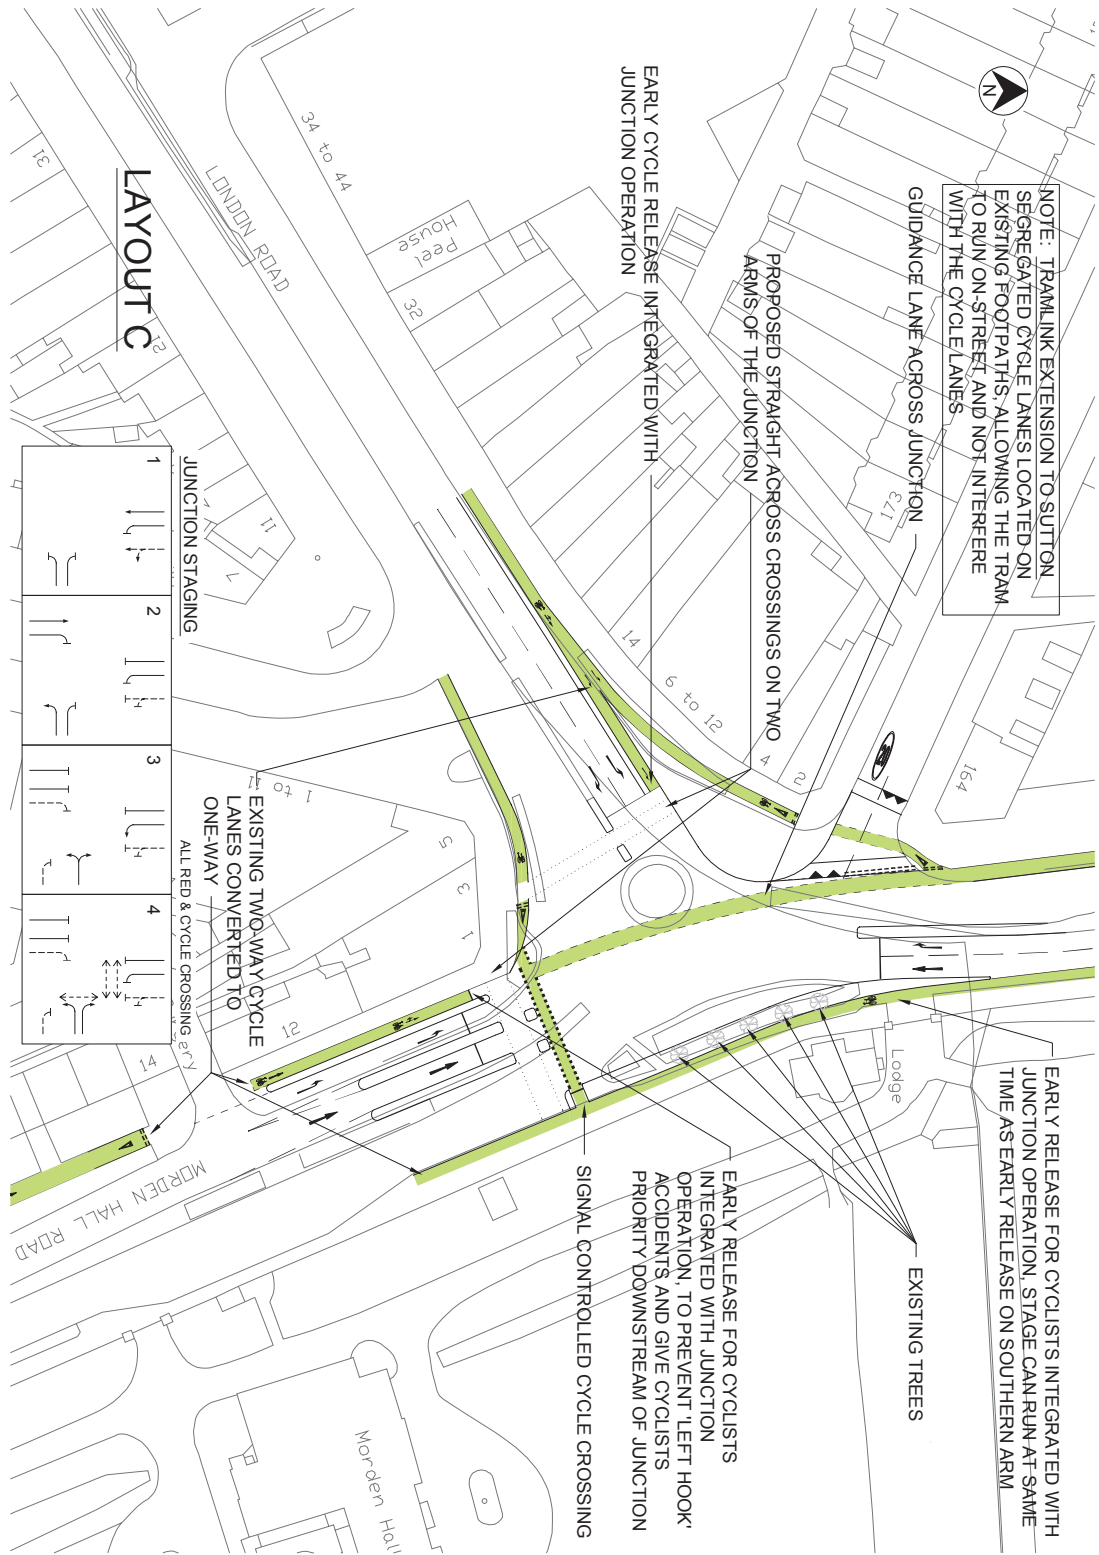 NOTE: TRAMLINK EXTENSION TO SUTTON
SEGREGATED CYCLE LANES LOCATED ON
EXISTING FOOTPATHS, ALLOWING THE TRAM
TO RUN ON-STREET AND NOT INTERFERE
WITH THE CYCLE LANES
GUIDANCE LANE ACROSS JUNCTION
PROPOSED STRAIGHT ACROSS CROSSINGS ON TWO
ARMS OF THE JUNCTION
EARLY CYCLE RELEASE INTEGRATED WITH
JUNCTION OPERATION
EARLY RELEASE FOR CYCLISTS INTEGRATED WITH
JUNCTION OPERATION, STAGE CAN RUN AT SAME
TIME AS EARLY RELEASE ON SOUTHERN ARM
EXISTING TREES
EARLY RELEASE FOR CYCLISTS
INTEGRATED WITH JUNCTION
OPERATION, TO PREVENT 'LEFT HOOK'
ACCIDENTS AND GIVE CYCLISTS
PRIORITY DOWNSTREAM OF JUNCTION
SIGNAL CONTROLLED CYCLE CROSSING
EXISTING TWO-WAY CYCLE
LANES CONVERTED TO
ONE-WAY
LAYOUT C
JUNCTION STAGING
1
2
3
4
ALL RED & CYCLE CROSSING
N
LONDON ROAD
MORDEN HALL ROAD
34 to 44
Peel
House
32
31
21
11
7
14
6 to 12
4
2
173
164
1 to 11
5
3
1
12
14
ery
Lodge
Morden Hall